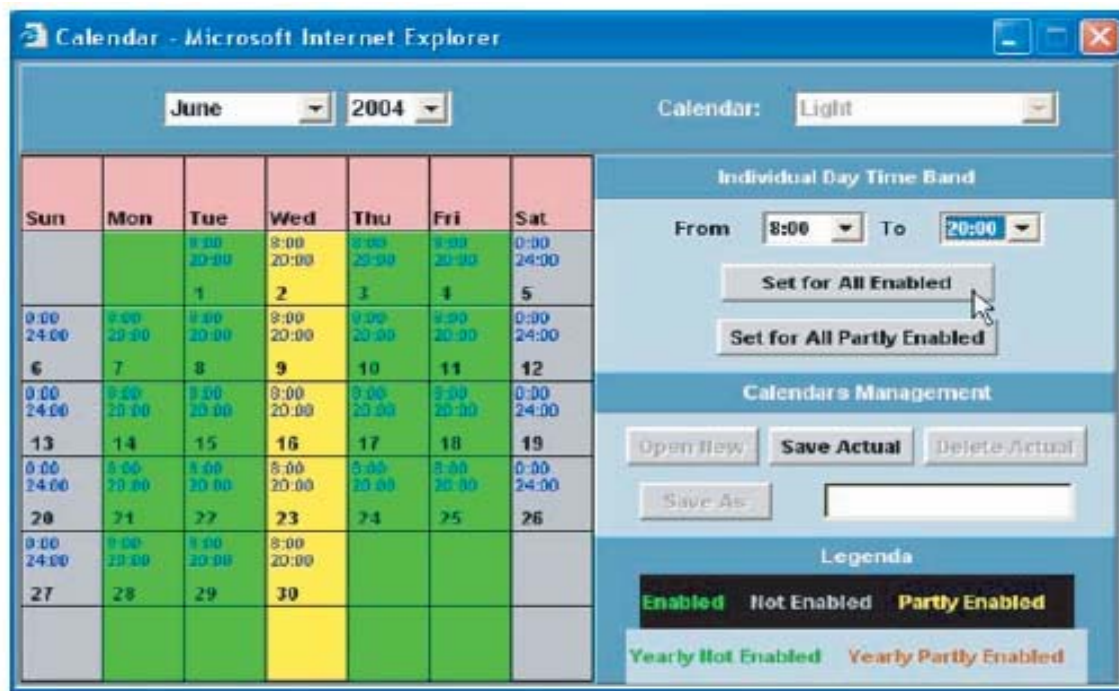 Calendar - Microsoft Internet Explorer
June 2004 Calendar: Light
Individual Day Time Band
From 8:00 To 20:00
Set for All Enabled
Set for All Partly Enabled
Calendars Management
Open New Save Actual Delete Actual
Save As
Legenda
Enabled Not Enabled Partly Enabled
Yearly Not Enabled Yearly Partly Enabled
Sun Mon Tue Wed Thu Fri Sat
8:00 8:00 8:00 8:00 0:00
20:00 20:00 20:00 20:00 24:00
1 2 3 4 5
0:00 8:00 8:00 8:00 8:00 8:00 0:00
24:00 20:00 20:00 20:00 20:00 20:00 24:00
6 7 8 9 10 11 12
0:00 8:00 8:00 8:00 8:00 8:00 0:00
24:00 20:00 20:00 20:00 20:00 20:00 24:00
13 14 15 16 17 18 19
0:00 8:00 8:00 8:00 8:00 8:00 0:00
24:00 20:00 20:00 20:00 20:00 20:00 24:00
20 21 22 23 24 25 26
0:00 8:00 8:00 8:00
24:00 20:00 20:00 20:00
27 28 29 30